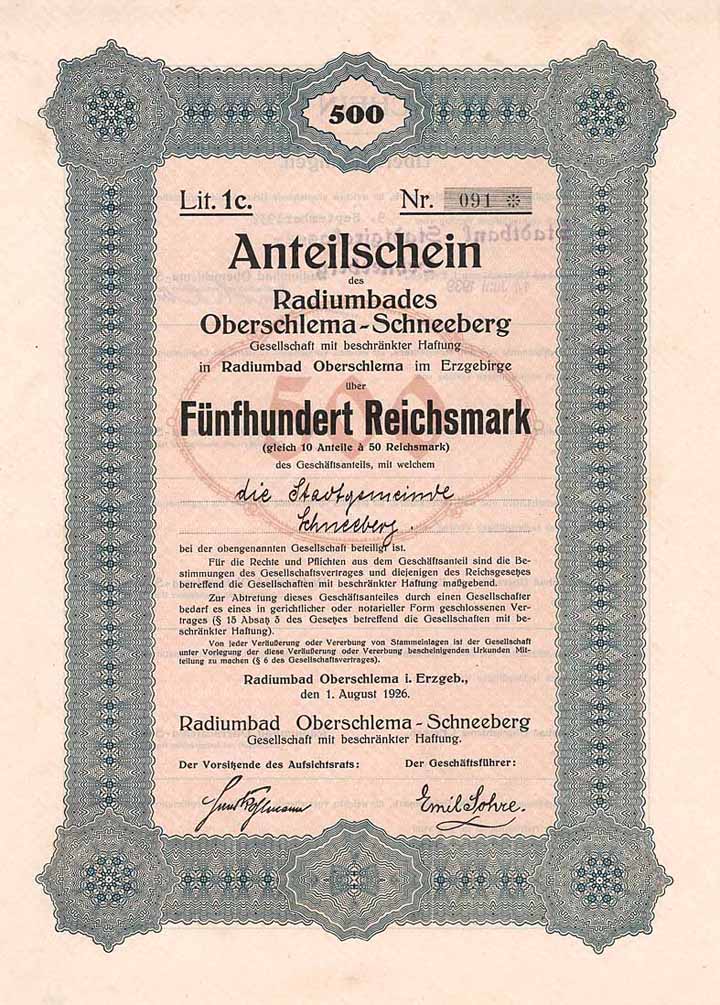 500
Lit. 1c. Nr. 091 ※
Anteilschein
des
Radiumbades
Oberschlema-Schneeberg
Gesellschaft mit beschränkter Haftung
in Radiumbad Oberschlema im Erzgebirge
über
Fünfhundert Reichsmark
(gleich 10 Anteile à 50 Reichsmark)
des Geschäftsanteils, mit welchem
die Stadtgemeinde
Schneeberg.
bei der obengenannten Gesellschaft beteiligt ist.
Für die Rechte und Pflichten aus dem Geschäftsanteil sind die Be-
stimmungen des Gesellschaftsvertrages und diejenigen des Reichsgesetzes
betreffend die Gesellschaften mit beschränkter Haftung maßgebend.
Zur Abtretung dieses Geschäftsanteiles durch einen Gesellschafter
bedarf es eines in gerichtlicher oder notarieller Form geschlossenen Ver-
trages (§ 15 Absatz 3 des Gesetzes betreffend die Gesellschaften mit be-
schränkter Haftung).
Von jeder Veräußerung oder Vererbung von Stammeinlagen ist der Gesellschaft
unter Vorlegung der diese Veräußerung oder Vererbung bescheinigenden Urkunden Mit-
teilung zu machen (§ 6 des Gesellschaftsvertrages).
Radiumbad Oberschlema i. Erzgeb.,
den 1. August 1926.
Radiumbad Oberschlema-Schneeberg
Gesellschaft mit beschränkter Haftung.
Der Vorsitzende des Aufsichtsrats: Der Geschäftsführer:
Emil Lohre.